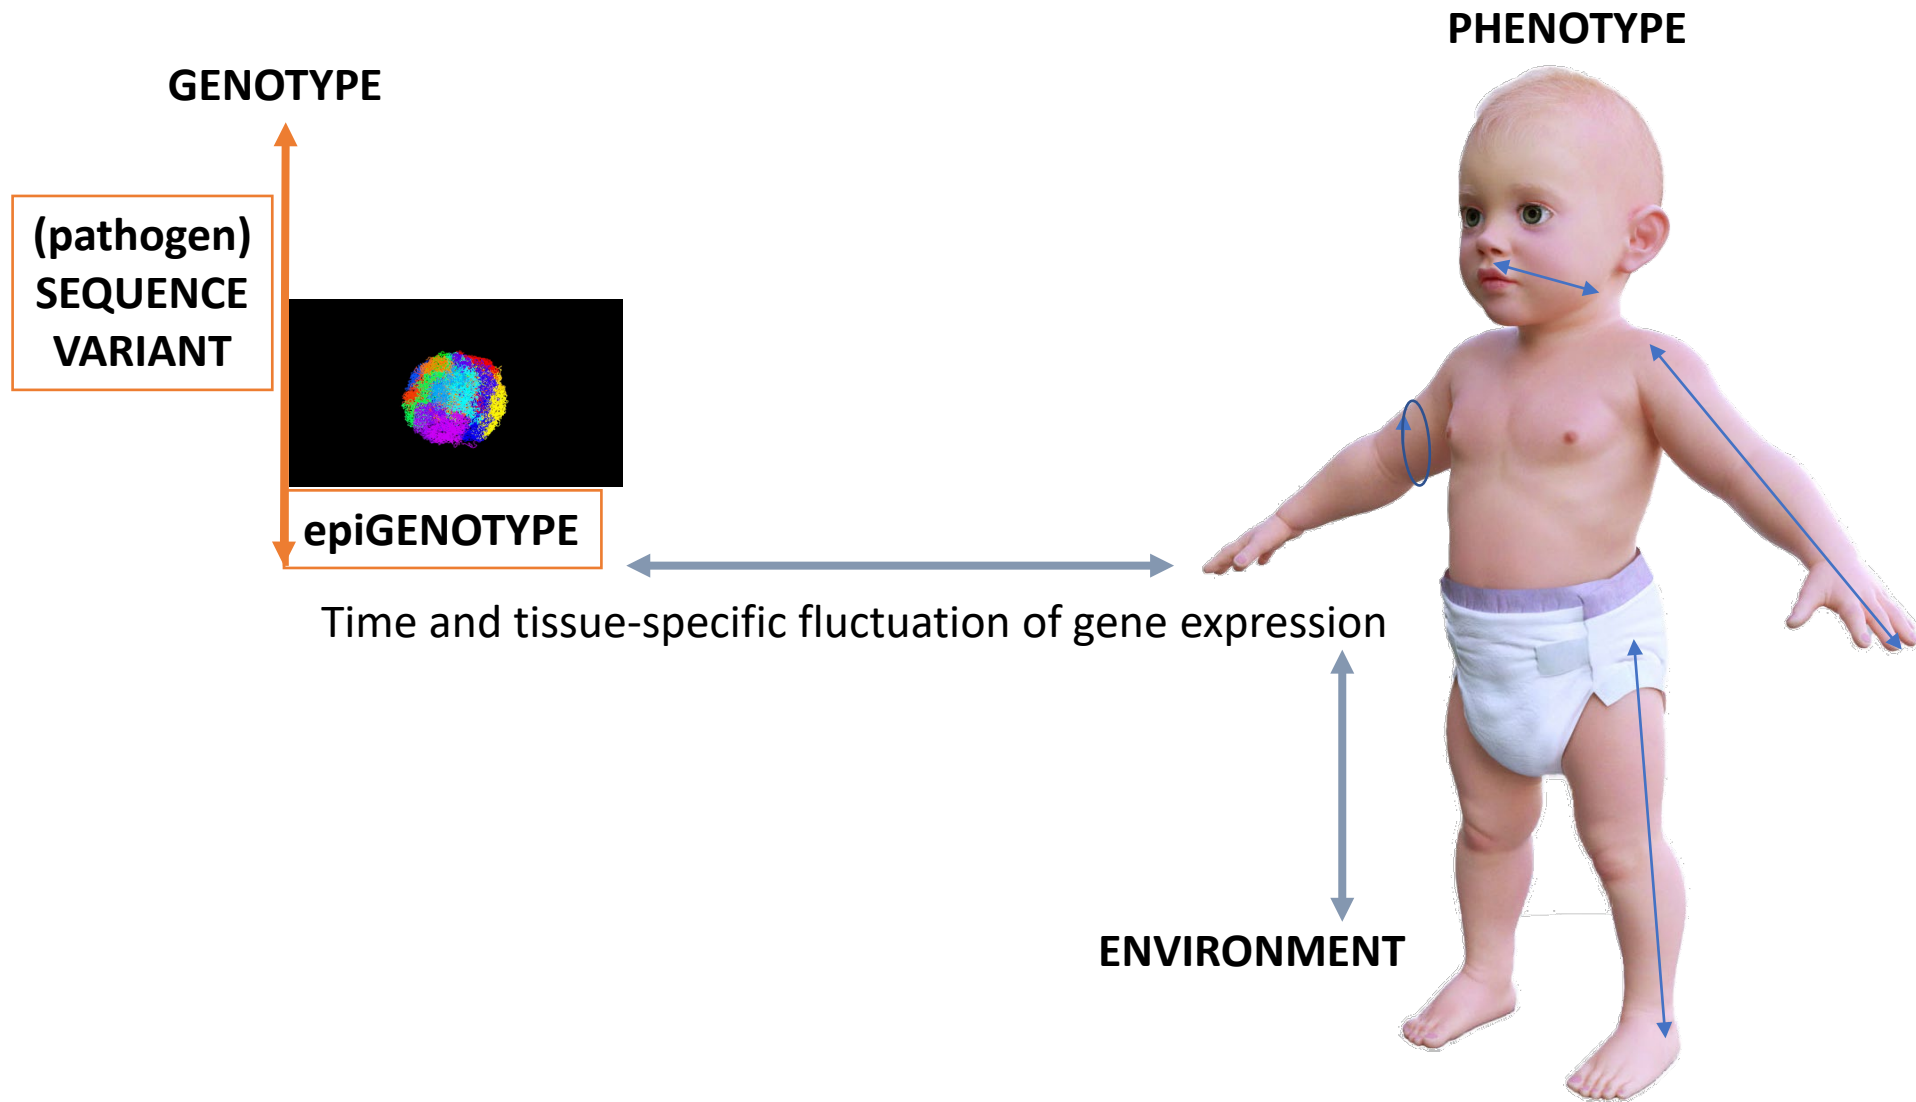 PHENOTYPE
GENOTYPE
(pathogen)
SEQUENCE
VARIANT
epiGENOTYPE
Time and tissue-specific fluctuation of gene expression
ENVIRONMENT